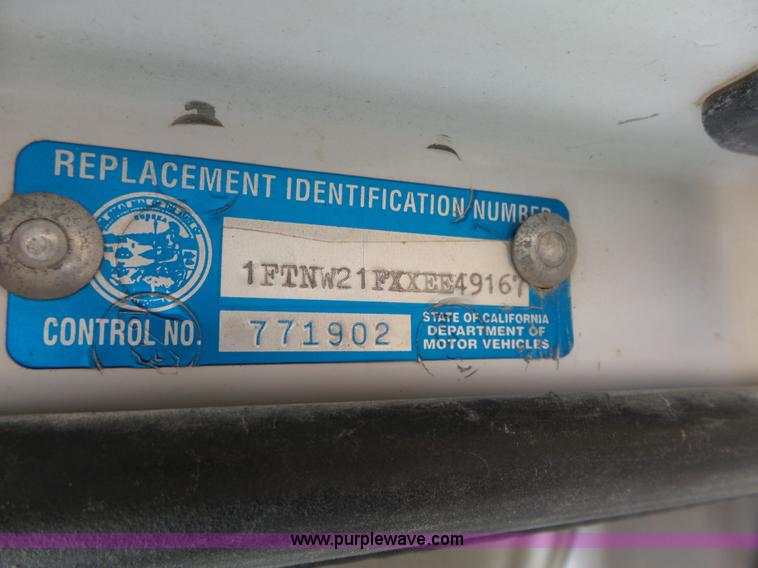 REPLACEMENT IDENTIFICATION NUMBER
1FTNW21FXXEE49167
CONTROL NO. 771902
STATE OF CALIFORNIA
DEPARTMENT OF
MOTOR VEHICLES
www.purplewave.com